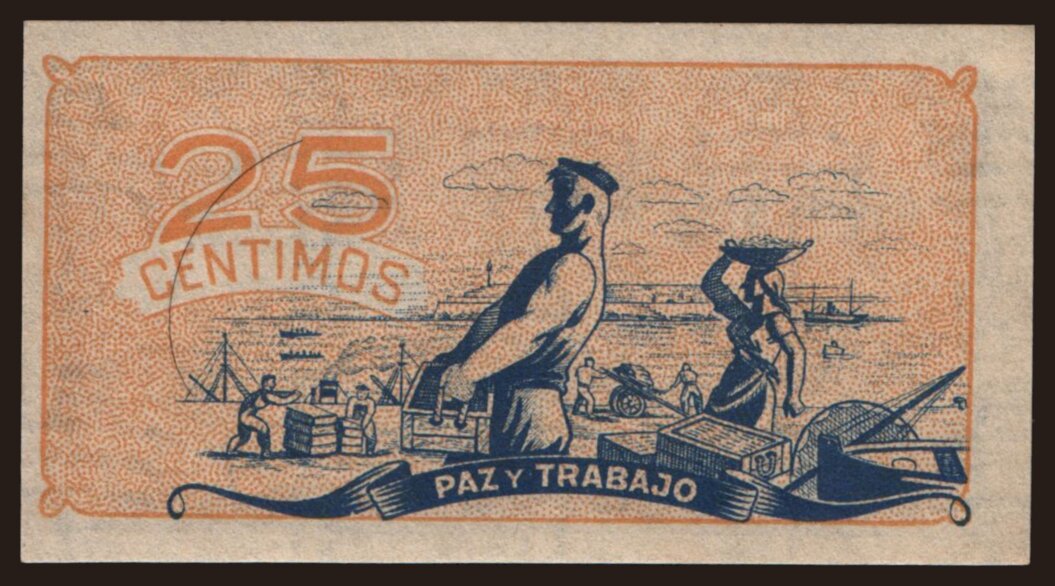 25
CENTIMOS
PAZ Y TRABAJO